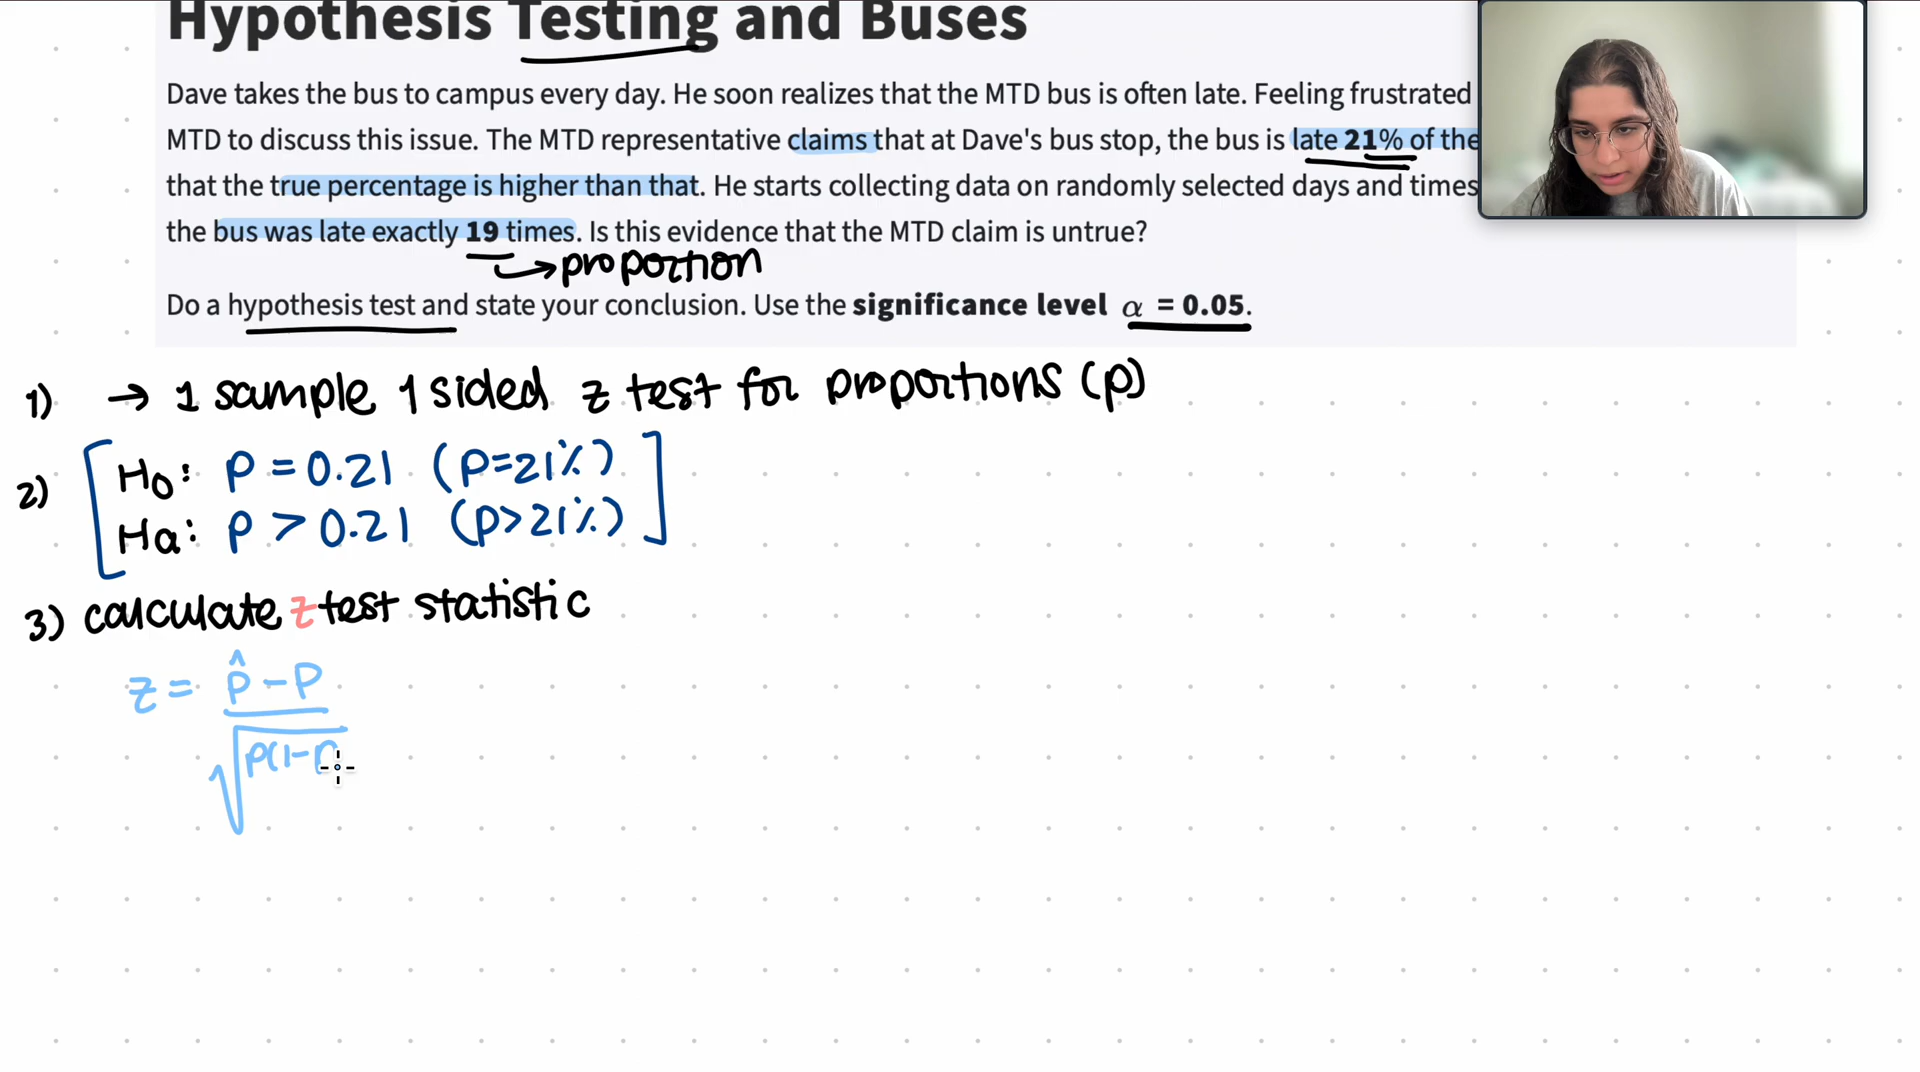 Hypothesis Testing and Buses
Dave takes the bus to campus every day. He soon realizes that the MTD bus is often late. Feeling frustrated
MTD to discuss this issue. The MTD representative claims that at Dave's bus stop, the bus is late 21% of the
that the true percentage is higher than that. He starts collecting data on randomly selected days and times
the bus was late exactly 19 times. Is this evidence that the MTD claim is untrue?
→ proportion
Do a hypothesis test and state your conclusion. Use the significance level α = 0.05.
1) → 1 sample 1 sided z test for proportions (p)
2) [ Ho: p = 0.21 (p=21%) ]
Ha: p > 0.21 (p>21%)
3) calculate z test statistic
z = p̂ - p
√p(1-